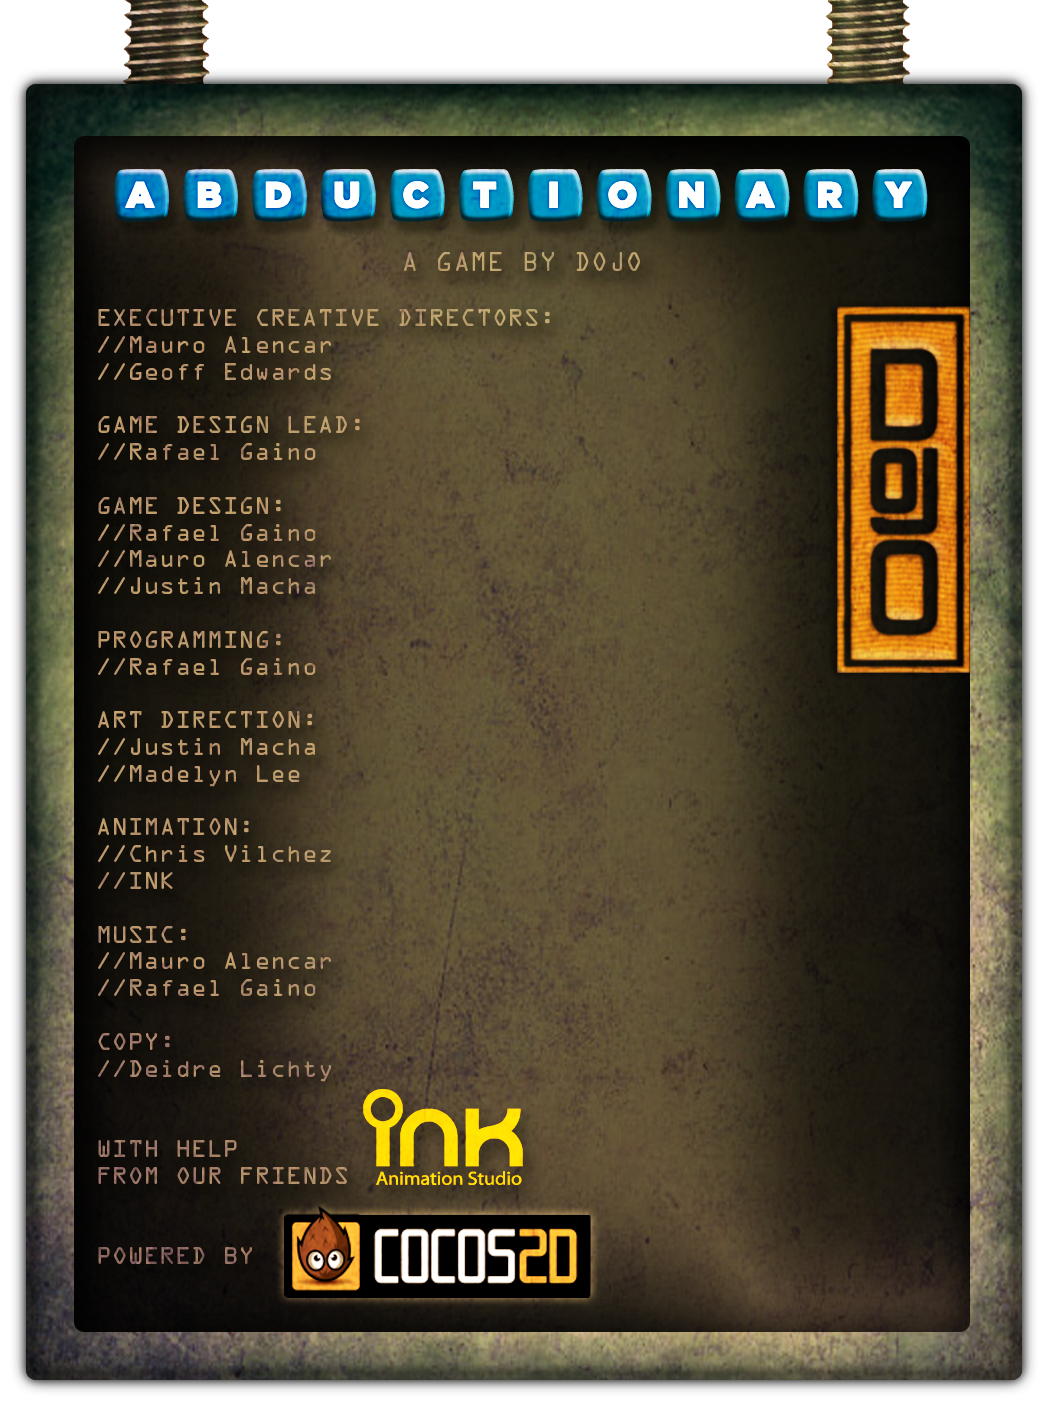 ABDUCTIONARY
A GAME BY DOJO
EXECUTIVE CREATIVE DIRECTORS:
//Mauro Alencar
//Geoff Edwards
DOJO
GAME DESIGN LEAD:
//Rafael Gaino
GAME DESIGN:
//Rafael Gaino
//Mauro Alencar
//Justin Macha
PROGRAMMING:
//Rafael Gaino
ART DIRECTION:
//Justin Macha
//Madelyn Lee
ANIMATION:
//Chris Vilchez
//INK
MUSIC:
//Mauro Alencar
//Rafael Gaino
COPY:
//Deidre Lichty
WITH HELP
FROM OUR FRIENDS
ink
Animation Studio
POWERED BY
COCOS2D